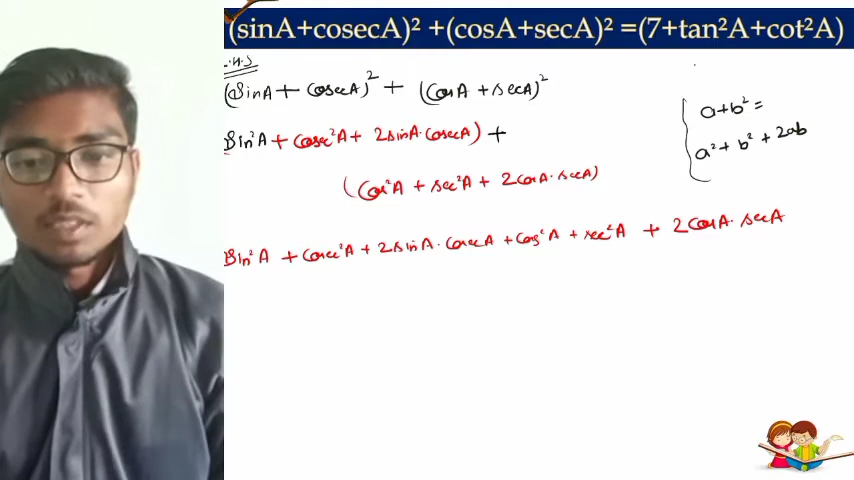 (sinA+cosecA)² +(cosA+secA)² =(7+tan²A+cot²A)
L.H.S
(SinA + cosecA)² + (cosA + secA)²
a+b² =
Sin²A + cosec²A + 2sinA.cosecA) +
a² + b² + 2ab
(cos²A + sec²A + 2cosA.secA)
Sin²A + cosec²A + 2sinA.cosecA + cos²A + sec²A + 2cosA.secA